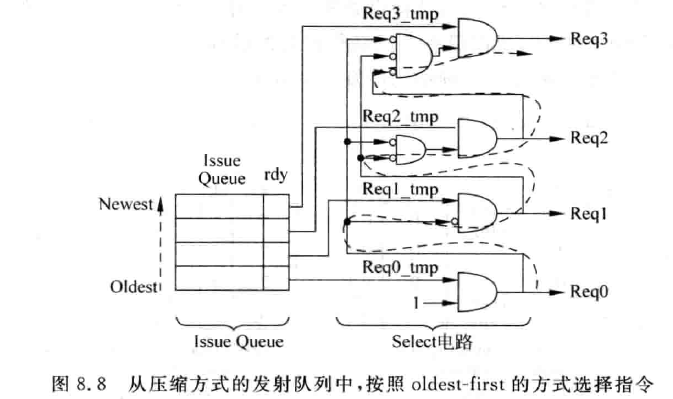 Req3_tmp
Req3
Req2_tmp
Req2
Issue
Queue
rdy
Newest
Req1_tmp
Req1
Req0_tmp
Oldest
1
Req0
Issue Queue
Select电路
图 8.8 从压缩方式的发射队列中,按照 oldest-first 的方式选择指令